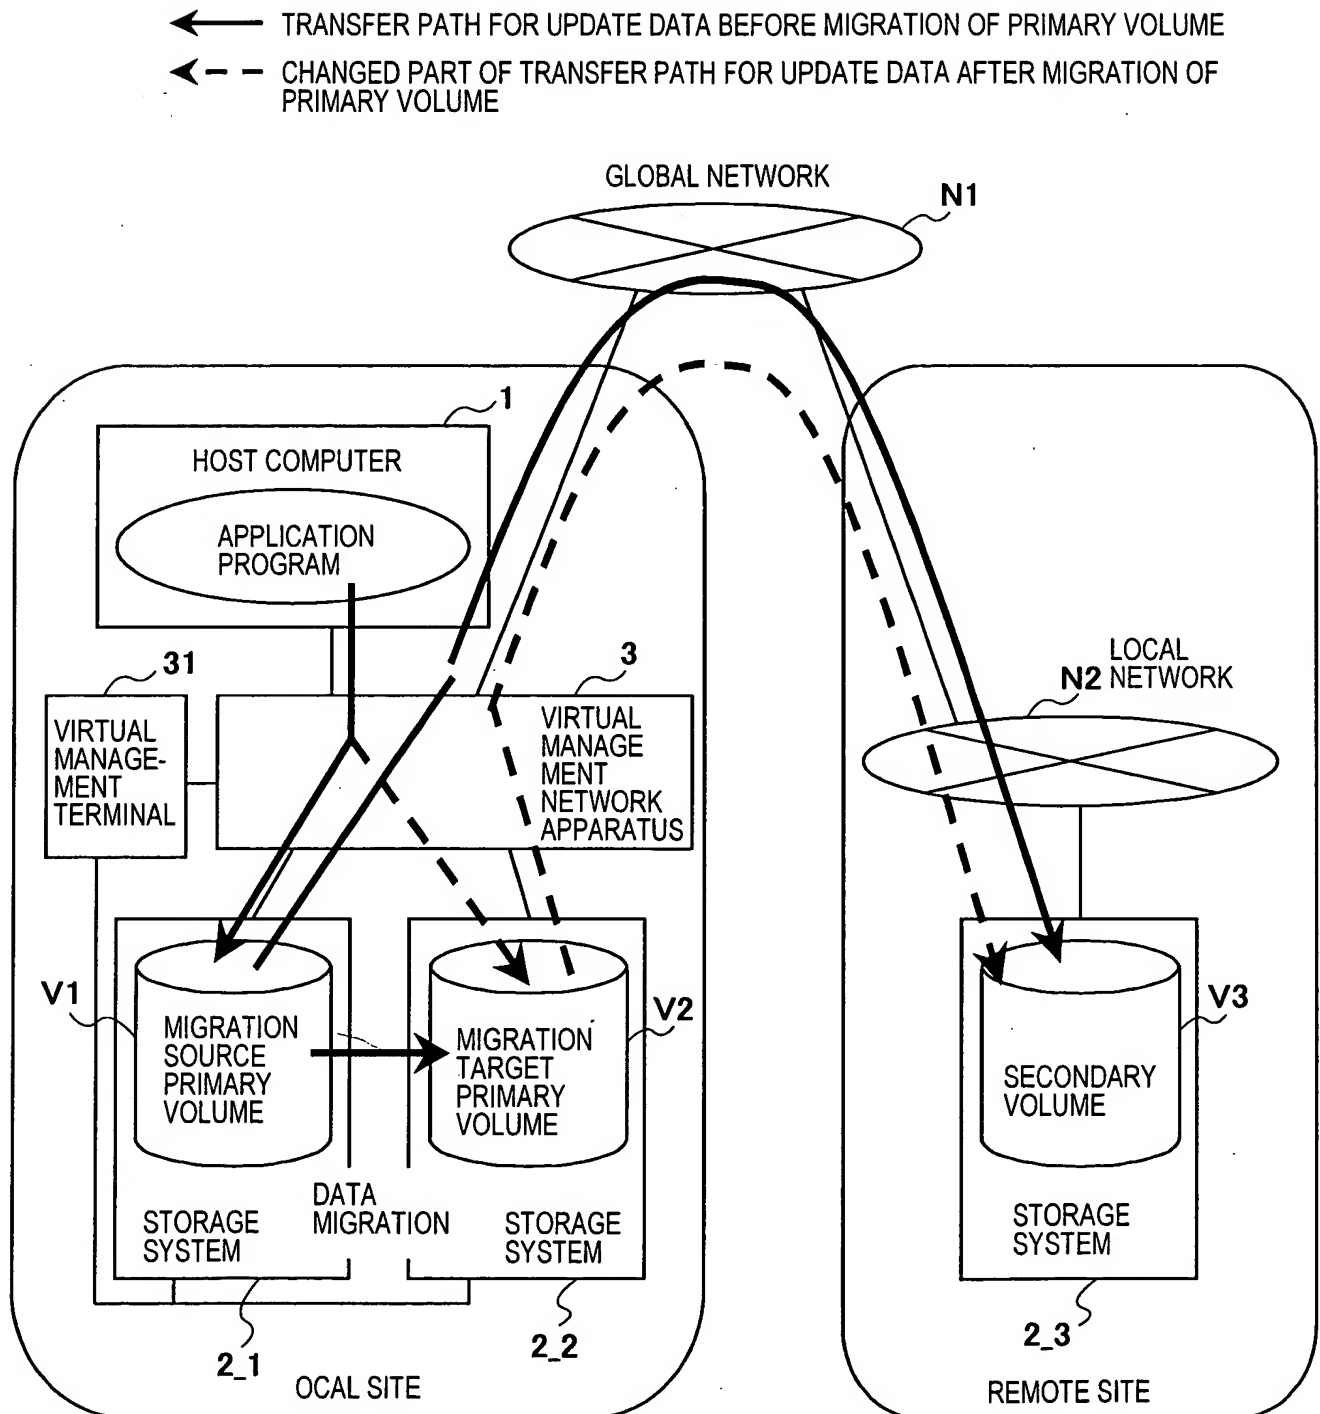 TRANSFER PATH FOR UPDATE DATA BEFORE MIGRATION OF PRIMARY VOLUME
CHANGED PART OF TRANSFER PATH FOR UPDATE DATA AFTER MIGRATION OF
PRIMARY VOLUME
GLOBAL NETWORK
N1
1
HOST COMPUTER
APPLICATION
PROGRAM
31
3
VIRTUAL
MANAGE-
MENT
TERMINAL
VIRTUAL
MANAGE
MENT
NETWORK
APPARATUS
N2
LOCAL
NETWORK
V1
MIGRATION
SOURCE
PRIMARY
VOLUME
V2
MIGRATION
TARGET
PRIMARY
VOLUME
V3
SECONDARY
VOLUME
DATA
MIGRATION
STORAGE
SYSTEM
STORAGE
SYSTEM
STORAGE
SYSTEM
2_1
2_2
2_3
OCAL SITE
REMOTE SITE